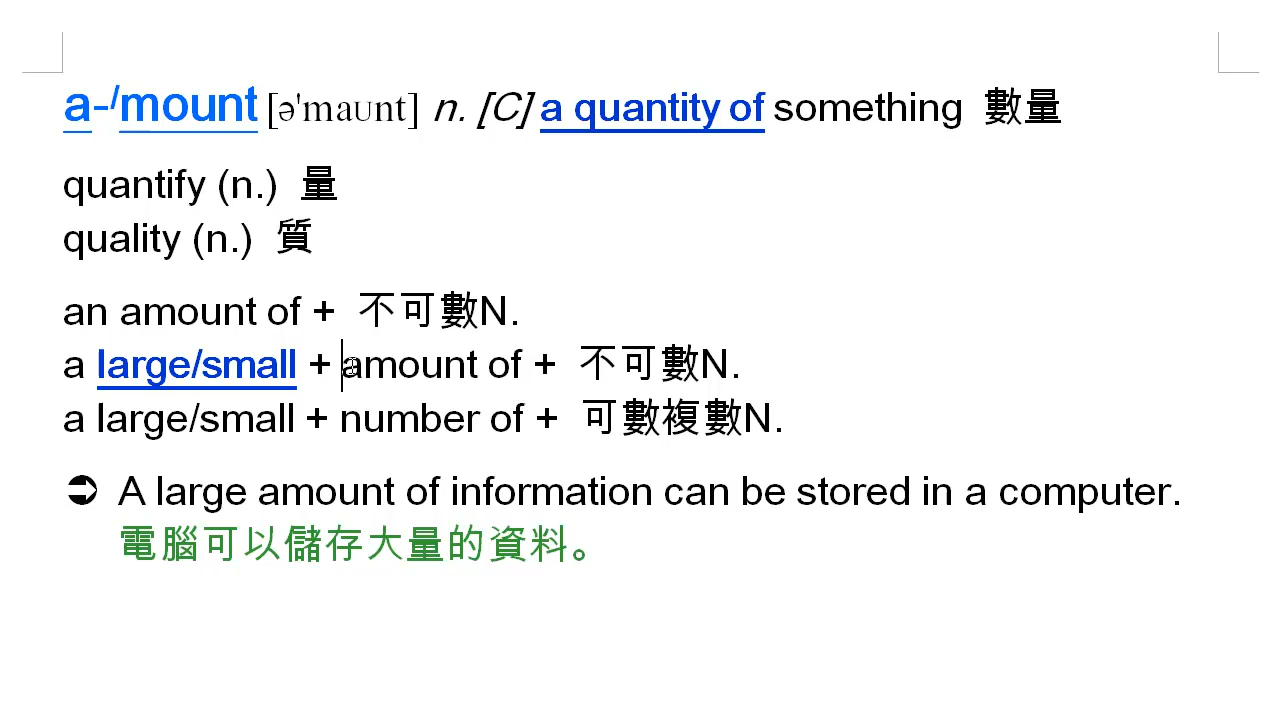 a-/mount [ə'maʊnt] n. [C] a quantity of something 數量
quantify (n.) 量
quality (n.) 質
an amount of + 不可數N.
a large/small + amount of + 不可數N.
a large/small + number of + 可數複數N.
➲ A large amount of information can be stored in a computer.
電腦可以儲存大量的資料。